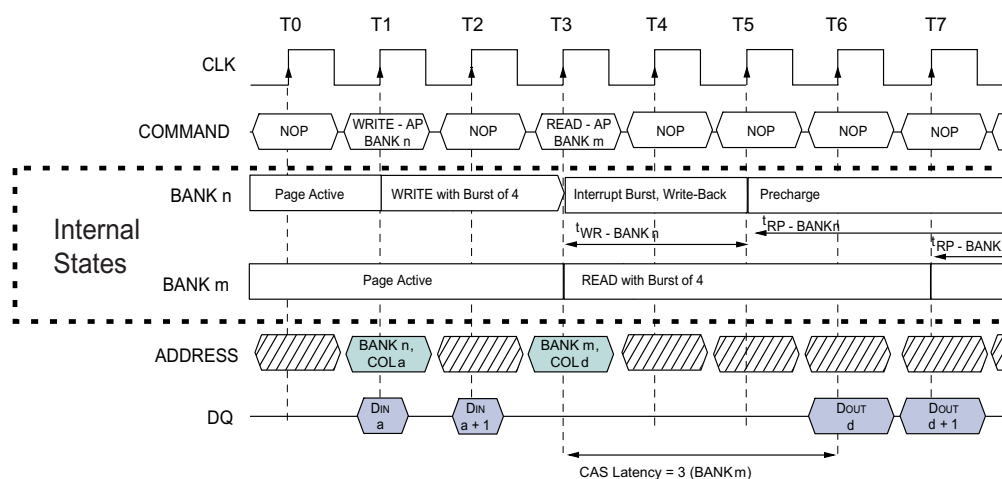 T0 T1 T2 T3 T4 T5 T6 T7
CLK
COMMAND
NOP
WRITE - AP
BANK n
NOP
READ - AP
BANK m
NOP
NOP
NOP
NOP
Internal
States
BANK n
Page Active
WRITE with Burst of 4
Interrupt Burst, Write-Back
Precharge
tWR - BANK n
tRP - BANK n
tRP - BANK
BANK m
Page Active
READ with Burst of 4
ADDRESS
BANK n,
COL a
BANK m,
COL d
DQ
DIN
a
DIN
a + 1
DOUT
d
DOUT
d + 1
CAS Latency = 3 (BANK m)